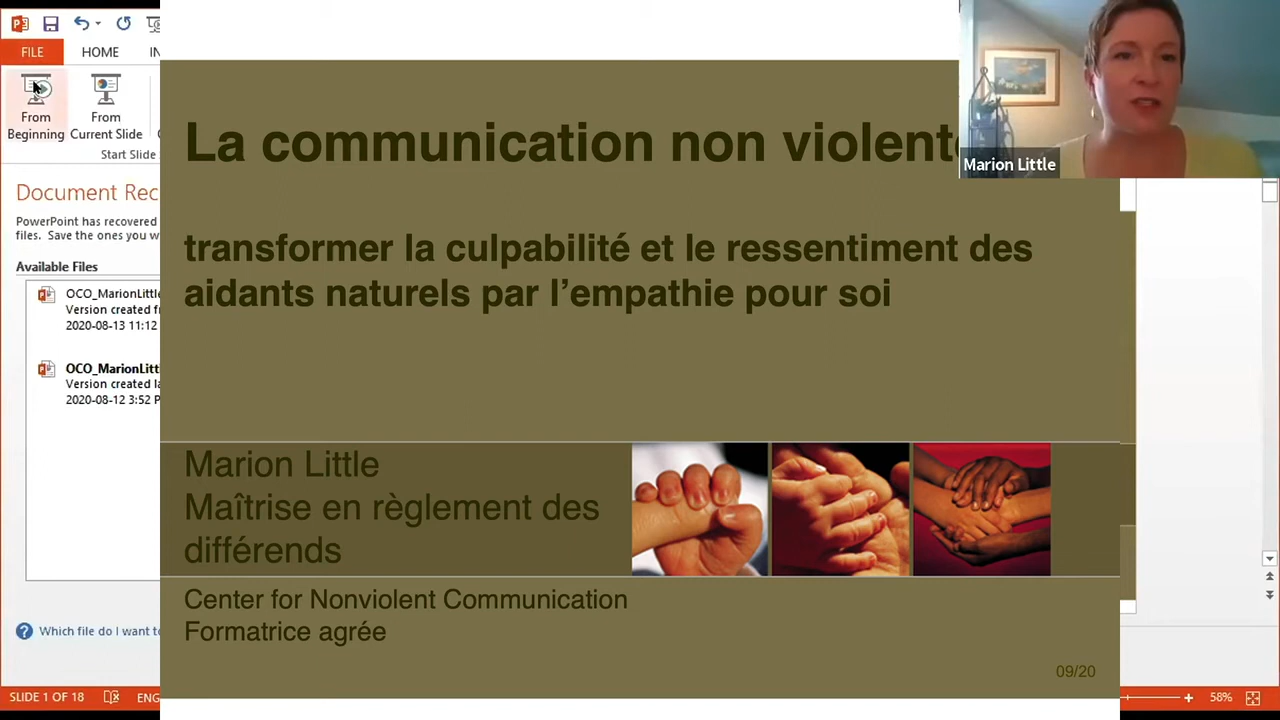 FILE
HOME
From
Beginning
From
Current Slide
Start Slide
Document Rec
PowerPoint has recovered
files. Save the ones you w
Available Files
OCO_MarionLittle
Version created
2020-08-13 11:12
OCO_MarionLitt
Version created
2020-08-12 3:52 P
Which file do I want to
SLIDE 1 OF 18
ENG
58%
Marion Little
La communication non violente
transformer la culpabilité et le ressentiment des
aidants naturels par l’empathie pour soi
Marion Little
Maîtrise en règlement des
différends
Center for Nonviolent Communication
Formatrice agrée
09/20